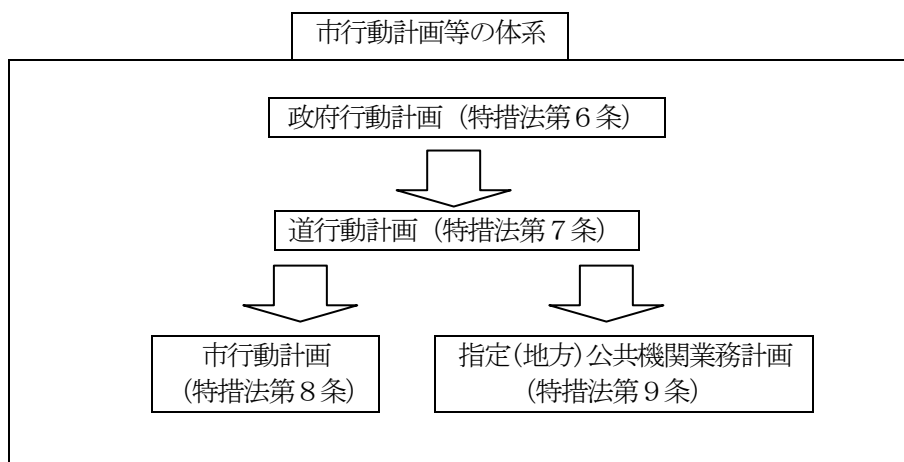 市行動計画等の体系
政府行動計画（特措法第６条）
道行動計画（特措法第７条）
市行動計画
(特措法第８条)
指定(地方)公共機関業務計画
(特措法第９条)